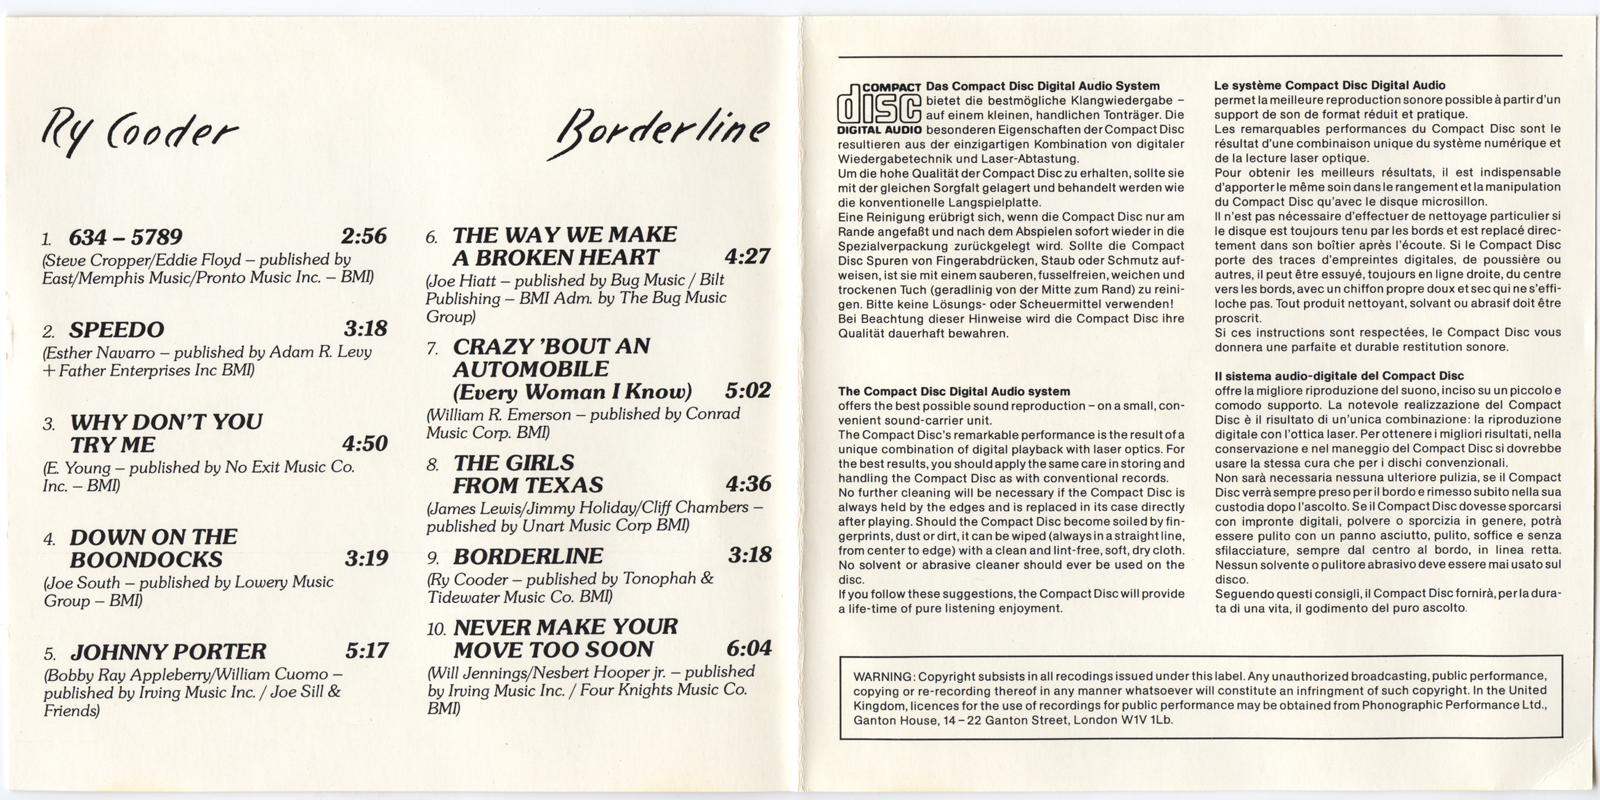 Ry Cooder
Borderline
1. 634 – 5789 2:56
(Steve Cropper/Eddie Floyd – published by
East/Memphis Music/Pronto Music Inc. – BMI)
2. SPEEDO 3:18
(Esther Navarro – published by Adam R. Levy
+ Father Enterprises Inc BMI)
3. WHY DON'T YOU
TRY ME 4:50
(E. Young – published by No Exit Music Co.
Inc. – BMI)
4. DOWN ON THE
BOONDOCKS 3:19
(Joe South – published by Lowery Music
Group – BMI)
5. JOHNNY PORTER 5:17
(Bobby Ray Appleberry/William Cuomo –
published by Irving Music Inc. / Joe Sill &
Friends)
6. THE WAY WE MAKE
A BROKEN HEART 4:27
(Joe Hiatt – published by Bug Music / Bilt
Publishing – BMI Adm. by The Bug Music
Group)
7. CRAZY 'BOUT AN
AUTOMOBILE
(Every Woman I Know) 5:02
(William R. Emerson – published by Conrad
Music Corp. BMI)
8. THE GIRLS
FROM TEXAS 4:36
(James Lewis/Jimmy Holiday/Cliff Chambers –
published by Unart Music Corp BMI)
9. BORDERLINE 3:18
(Ry Cooder – published by Tonophah &
Tidewater Music Co. BMI)
10. NEVER MAKE YOUR
MOVE TOO SOON 6:04
(Will Jennings/Nesbert Hooper jr. – published
by Irving Music Inc. / Four Knights Music Co.
BMI)
COMPACT
disc
DIGITAL AUDIO
Das Compact Disc Digital Audio System
bietet die bestmögliche Klangwiedergabe –
auf einem kleinen, handlichen Tonträger. Die
besonderen Eigenschaften der Compact Disc
resultieren aus der einzigartigen Kombination von digitaler
Wiedergabetechnik und Laser-Abtastung.
Um die hohe Qualität der Compact Disc zu erhalten, sollte sie
mit der gleichen Sorgfalt gelagert und behandelt werden wie
die konventionelle Langspielplatte.
Eine Reinigung erübrigt sich, wenn die Compact Disc nur am
Rande angefaßt und nach dem Abspielen sofort wieder in die
Spezialverpackung zurückgelegt wird. Sollte die Compact
Disc Spuren von Fingerabdrücken, Staub oder Schmutz auf-
weisen, ist sie mit einem sauberen, fusselfreien, weichen und
trockenen Tuch (geradlinig von der Mitte zum Rand) zu reini-
gen. Bitte keine Lösungs- oder Scheuermittel verwenden!
Bei Beachtung dieser Hinweise wird die Compact Disc ihre
Qualität dauerhaft bewahren.
The Compact Disc Digital Audio system
offers the best possible sound reproduction – on a small, con-
venient sound-carrier unit.
The Compact Disc's remarkable performance is the result of a
unique combination of digital playback with laser optics. For
the best results, you should apply the same care in storing and
handling the Compact Disc as with conventional records.
No further cleaning will be necessary if the Compact Disc is
always held by the edges and is replaced in its case directly
after playing. Should the Compact Disc become soiled by fin-
gerprints, dust or dirt, it can be wiped (always in a straight line,
from center to edge) with a clean and lint-free, soft, dry cloth.
No solvent or abrasive cleaner should ever be used on the
disc.
If you follow these suggestions, the Compact Disc will provide
a life-time of pure listening enjoyment.
Le système Compact Disc Digital Audio
permet la meilleure reproduction sonore possible à partir d'un
support de son de format réduit et pratique.
Les remarquables performances du Compact Disc sont le
résultat d'une combinaison unique du système numérique et
de la lecture laser optique.
Pour obtenir les meilleurs résultats, il est indispensable
d'apporter le même soin dans le rangement et la manipulation
du Compact Disc qu'avec le disque microsillon.
Il n'est pas nécessaire d'effectuer de nettoyage particulier si
le disque est toujours tenu par les bords et est replacé direc-
tement dans son boîtier après l'écoute. Si le Compact Disc
porte des traces d'empreintes digitales, de poussière ou
autres, il peut être essuyé, toujours en ligne droite, du centre
vers les bords, avec un chiffon propre doux et sec qui ne s'effi-
loche pas. Tout produit nettoyant, solvant ou abrasif doit être
proscrit.
Si ces instructions sont respectées, le Compact Disc vous
donnera une parfaite et durable restitution sonore.
Il sistema audio-digitale del Compact Disc
offre la migliore riproduzione del suono, inciso su un piccolo e
comodo supporto. La notevole realizzazione del Compact
Disc è il risultato di un'unica combinazione: la riproduzione
digitale con l'ottica laser. Per ottenere i migliori risultati, nella
conservazione e nel maneggio del Compact Disc si dovrebbe
usare la stessa cura che per i dischi convenzionali.
Non sarà necessaria nessuna ulteriore pulizia, se il Compact
Disc verrà sempre preso per il bordo e rimesso subito nella sua
custodia dopo l'ascolto. Se il Compact Disc dovesse sporcarsi
con impronte digitali, polvere o sporcizia in genere, potrà
essere pulito con un panno asciutto, pulito, soffice e senza
sfilacciature, sempre dal centro al bordo, in linea retta.
Nessun solvente o pulitore abrasivo deve essere mai usato sul
disco.
Seguendo questi consigli, il Compact Disc fornirà, per la dura-
ta di una vita, il godimento del puro ascolto.
WARNING: Copyright subsists in all recodings issued under this label. Any unauthorized broadcasting, public performance,
copying or re-recording thereof in any manner whatsoever will constitute an infringment of such copyright. In the United
Kingdom, licences for the use of recordings for public performance may be obtained from Phonographic Performance Ltd.,
Ganton House, 14 – 22 Ganton Street, London W1V 1Lb.